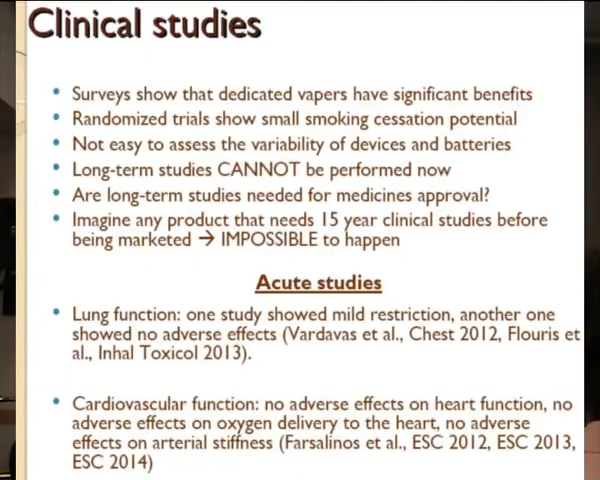 Clinical studies
• Surveys show that dedicated vapers have significant benefits
• Randomized trials show small smoking cessation potential
• Not easy to assess the variability of devices and batteries
• Long-term studies CANNOT be performed now
• Are long-term studies needed for medicines approval?
• Imagine any product that needs 15 year clinical studies before
being marketed → IMPOSSIBLE to happen
Acute studies
• Lung function: one study showed mild restriction, another one
showed no adverse effects (Vardavas et al., Chest 2012, Flouris et
al., Inhal Toxicol 2013).
• Cardiovascular function: no adverse effects on heart function, no
adverse effects on oxygen delivery to the heart, no adverse
effects on arterial stiffness (Farsalinos et al., ESC 2012, ESC 2013,
ESC 2014)